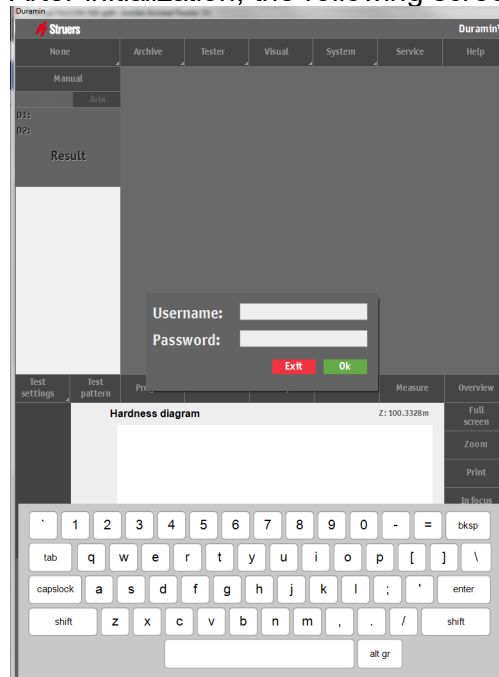 After initialization, the following scree
Duramin
Struers
Duramin
None Archive Tester Visual System Service Help
Manual
Jobs
D1:
D2:
Result
Username:
Password:
Exit Ok
Test settings Test pattern Measure Overview
Hardness diagram Z: 100.3328m Full screen
Zoom
Print
In focus
` 1 2 3 4 5 6 7 8 9 0 - = bksp
tab q w e r t y u i o p [ ] \
capslock a s d f g h j k l ; ' enter
shift z x c v b n m , . / shift
alt gr